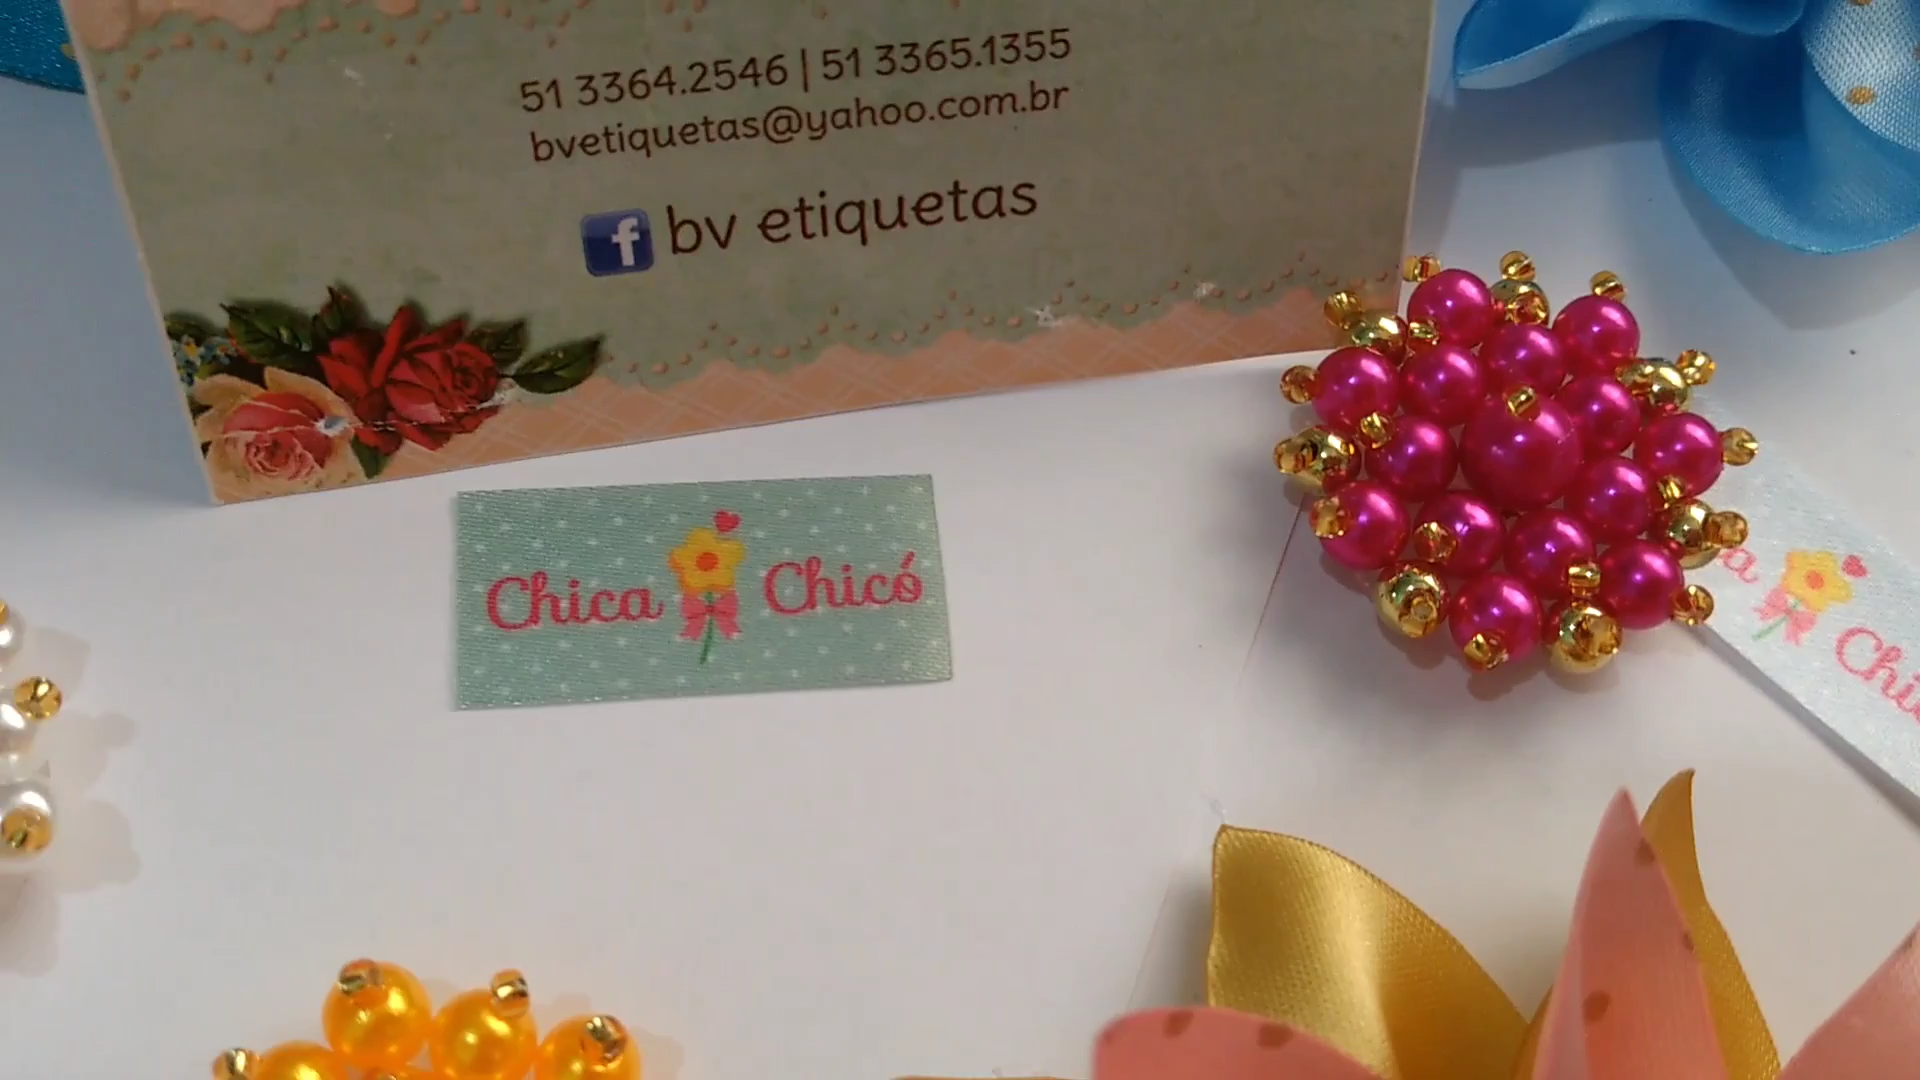 51 3364.2546 | 51 3365.1355
bvetiquetas@yahoo.com.br
f bv etiquetas
Chica Chicó